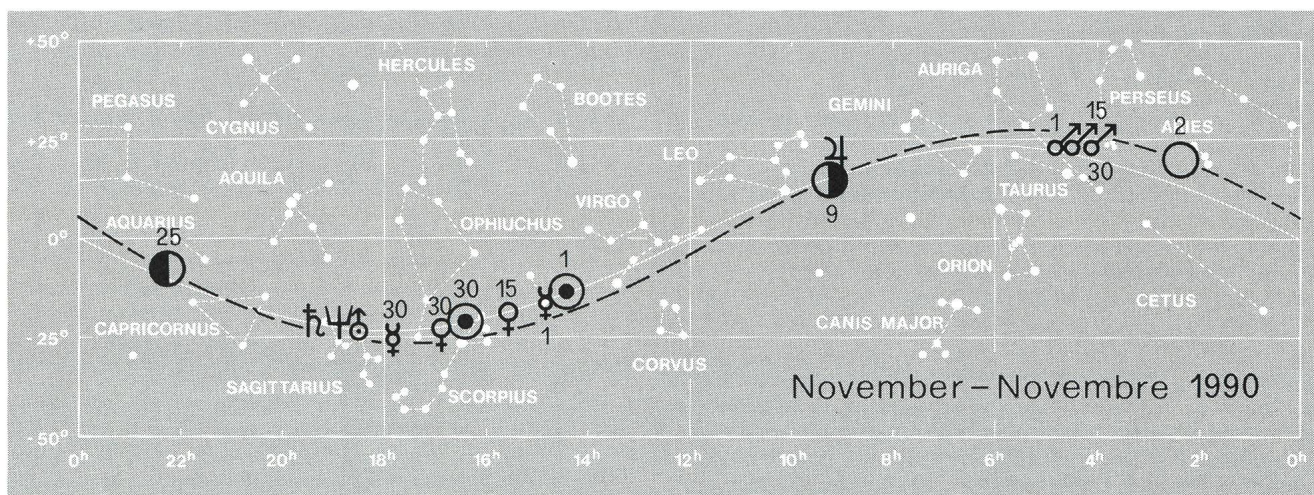 +50°
HERCULES
AURIGA
PEGASUS
BOOTES
GEMINI
PERSEUS
CYGNUS
1 15
ARIES 2
+25°
LEO
30
AQUILA
TAURUS
VIRGO
9
AQUARIUS
OPHIUCHUS
25
0°
1
ORION
30 30 30 15
CETUS
CAPRICORNUS
CANIS MAJOR
-25°
1
CORVUS
SAGITTARIUS
SCORPIUS
November – Novembre 1990
-50°
0h 22h 20h 18h 16h 14h 12h 10h 8h 6h 4h 2h 0h